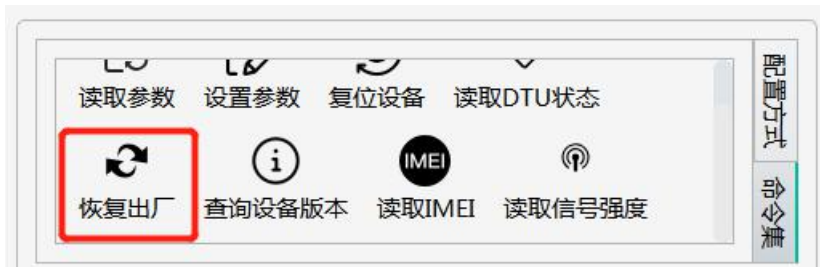 读取参数 设置参数 复位设备 读取DTU状态
i IMEI
恢复出厂 查询设备版本 读取IMEI 读取信号强度
配置方式
命令集